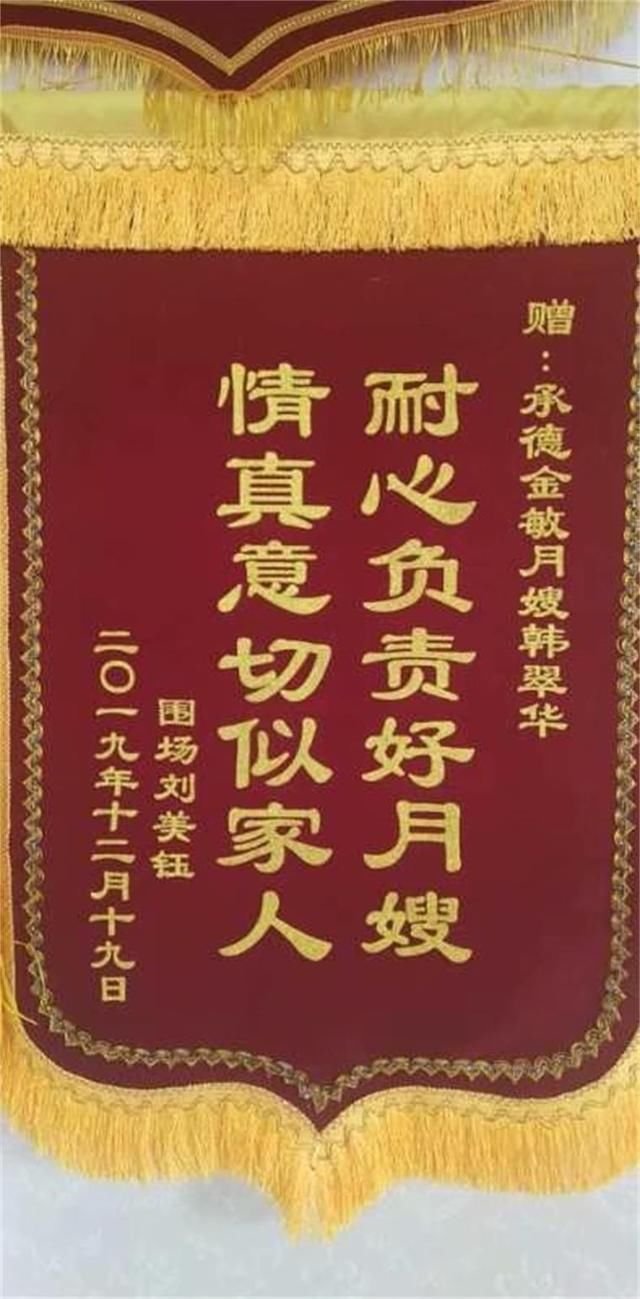 赠：承德金敏月嫂韩翠华
耐心负责好月嫂
情真意切似家人
围场刘美钰
二〇一九年十二月十九日